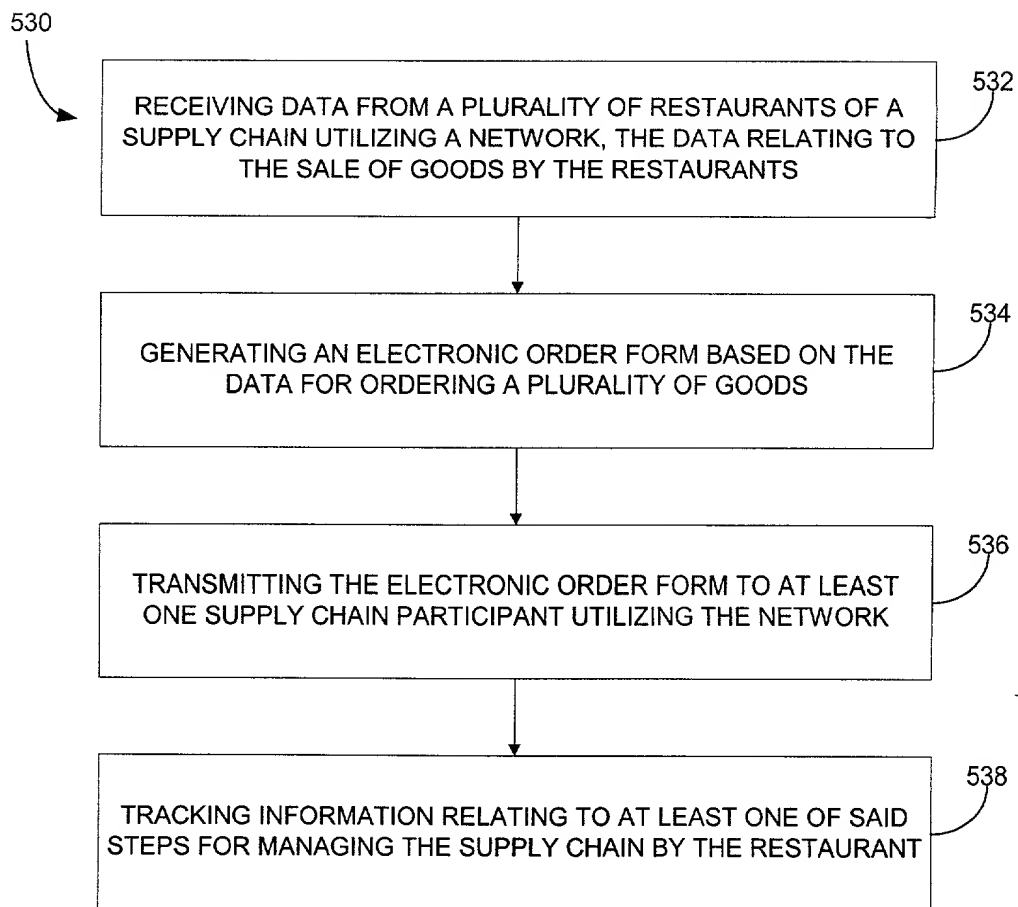 530
532
RECEIVING DATA FROM A PLURALITY OF RESTAURANTS OF A
SUPPLY CHAIN UTILIZING A NETWORK, THE DATA RELATING TO
THE SALE OF GOODS BY THE RESTAURANTS
534
GENERATING AN ELECTRONIC ORDER FORM BASED ON THE
DATA FOR ORDERING A PLURALITY OF GOODS
536
TRANSMITTING THE ELECTRONIC ORDER FORM TO AT LEAST
ONE SUPPLY CHAIN PARTICIPANT UTILIZING THE NETWORK
538
TRACKING INFORMATION RELATING TO AT LEAST ONE OF SAID
STEPS FOR MANAGING THE SUPPLY CHAIN BY THE RESTAURANT